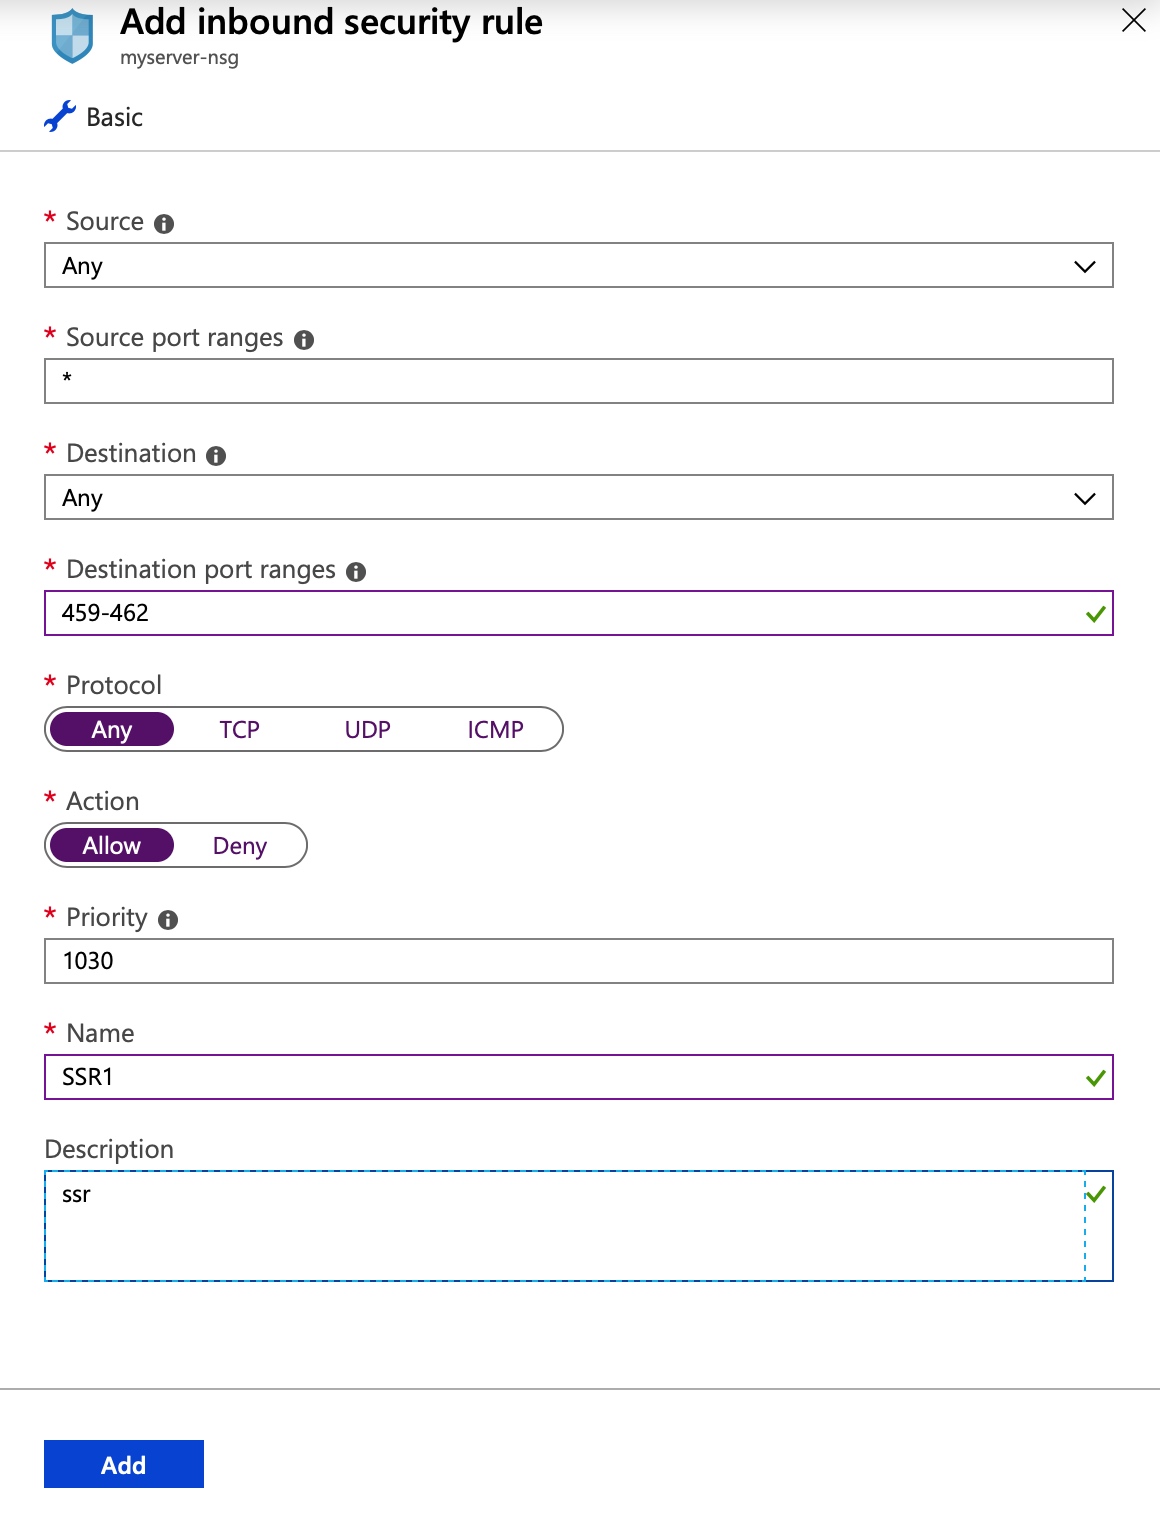 Add inbound security rule
myserver-nsg
Basic
* Source
Any
* Source port ranges
*
* Destination
Any
* Destination port ranges
459-462
* Protocol
Any TCP UDP ICMP
* Action
Allow Deny
* Priority
1030
* Name
SSR1
Description
ssr
Add